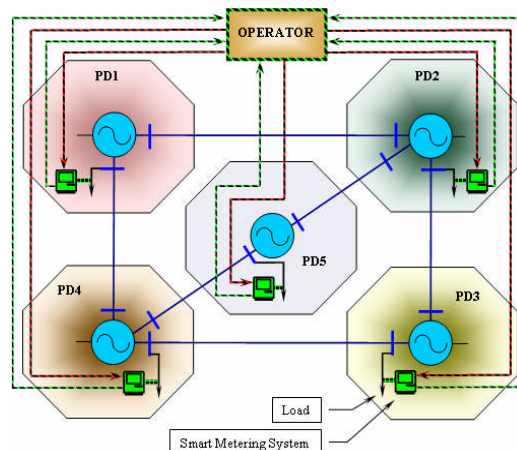 OPERATOR
PD1
PD2
PD5
PD4
PD3
Load
Smart Metering System